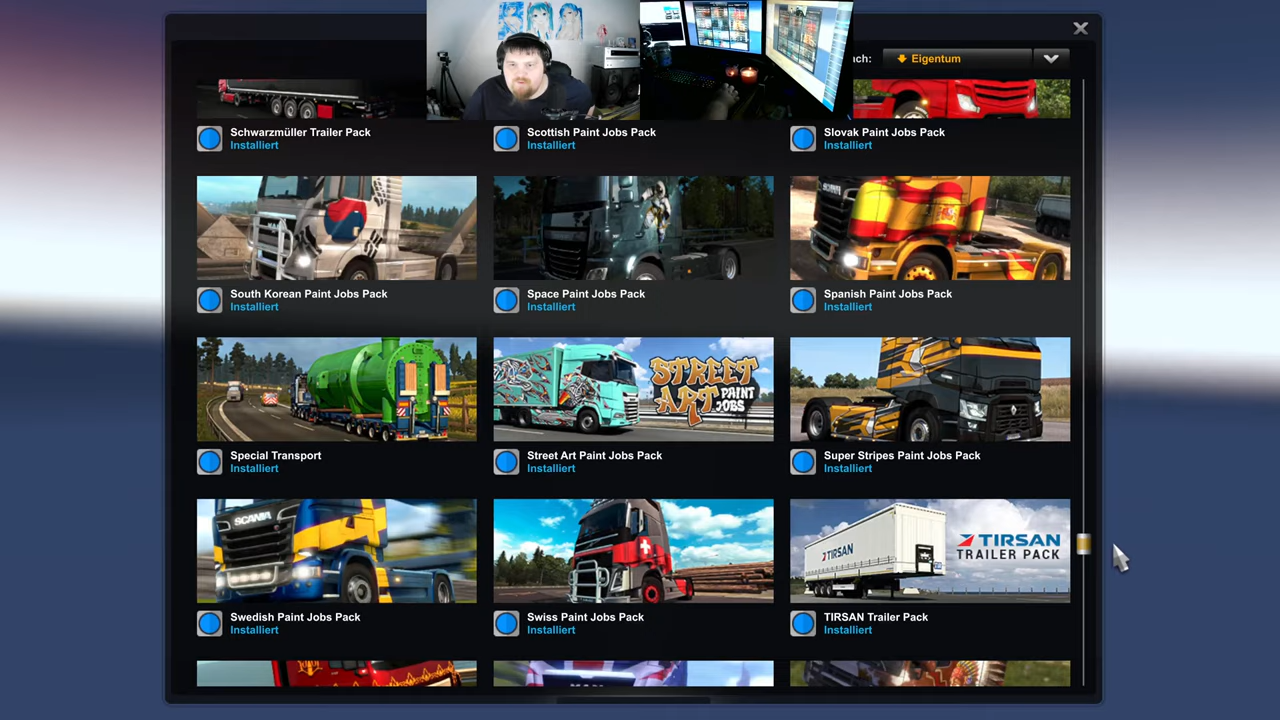 ach:
Eigentum
Schwarzmüller Trailer Pack
Installiert
Scottish Paint Jobs Pack
Installiert
Slovak Paint Jobs Pack
Installiert
South Korean Paint Jobs Pack
Installiert
Space Paint Jobs Pack
Installiert
Spanish Paint Jobs Pack
Installiert
STREET
ART PAINT
JOBS
Special Transport
Installiert
Street Art Paint Jobs Pack
Installiert
Super Stripes Paint Jobs Pack
Installiert
SCANIA
TIRSAN
TIRSAN
TRAILER PACK
Swedish Paint Jobs Pack
Installiert
Swiss Paint Jobs Pack
Installiert
TIRSAN Trailer Pack
Installiert